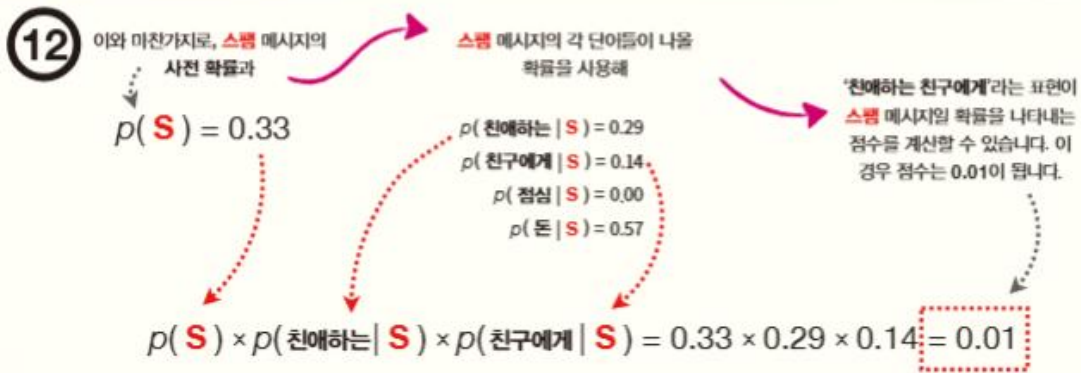 12
이와 마찬가지로, 스팸 메시지의
사전 확률과
p( S ) = 0.33
스팸 메시지의 각 단어들이 나올
확률을 사용해
p( 친애하는 | S ) = 0.29
p( 친구에게 | S ) = 0.14
p( 점심 | S ) = 0.00
p( 돈 | S ) = 0.57
'친애하는 친구에게'라는 표현이
스팸 메시지일 확률을 나타내는
점수를 계산할 수 있습니다. 이
경우 점수는 0.01이 됩니다.
p( S ) × p( 친애하는 | S ) × p( 친구에게 | S ) = 0.33 × 0.29 × 0.14 = 0.01